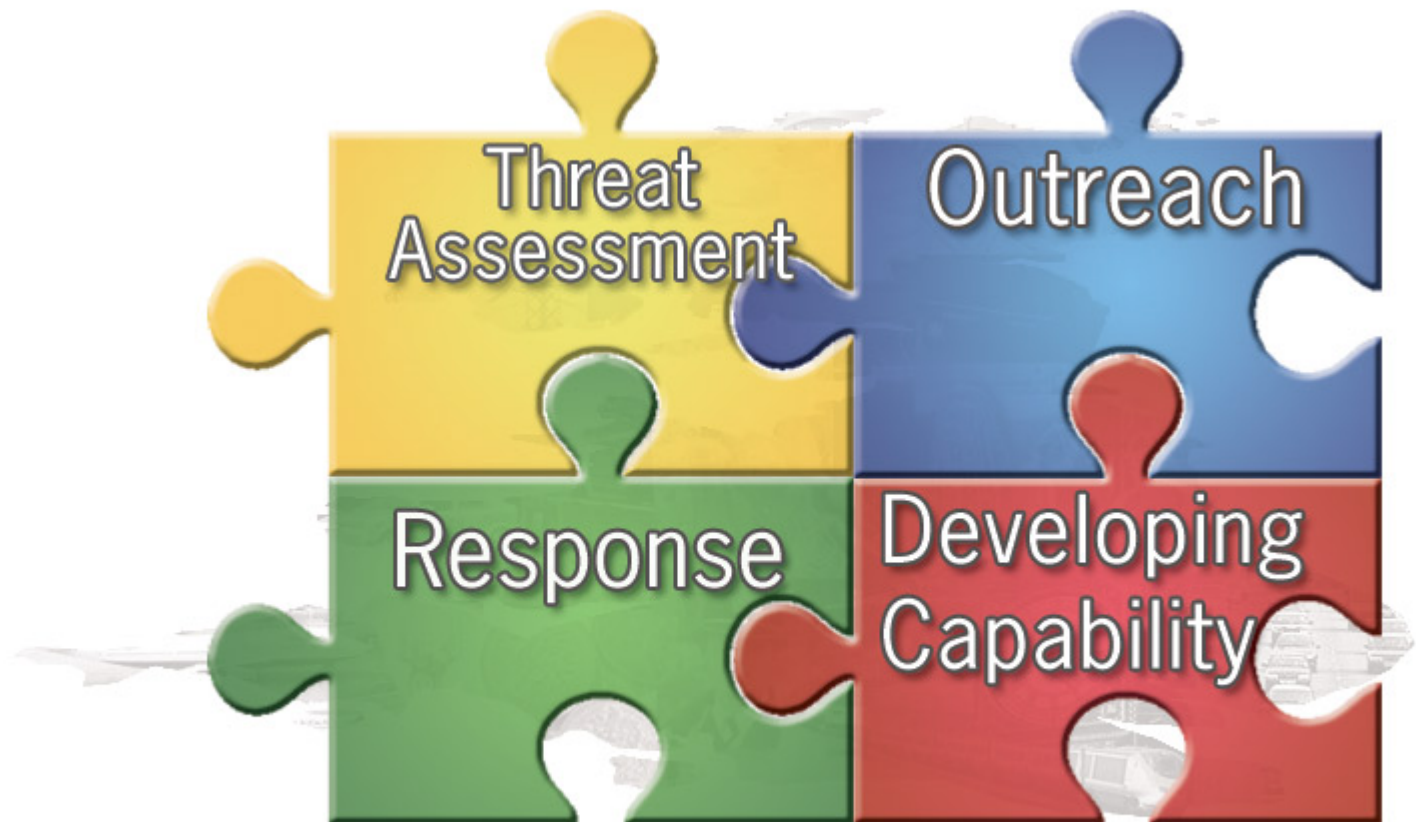 Threat
Assessment
Outreach
Response
Developing
Capability